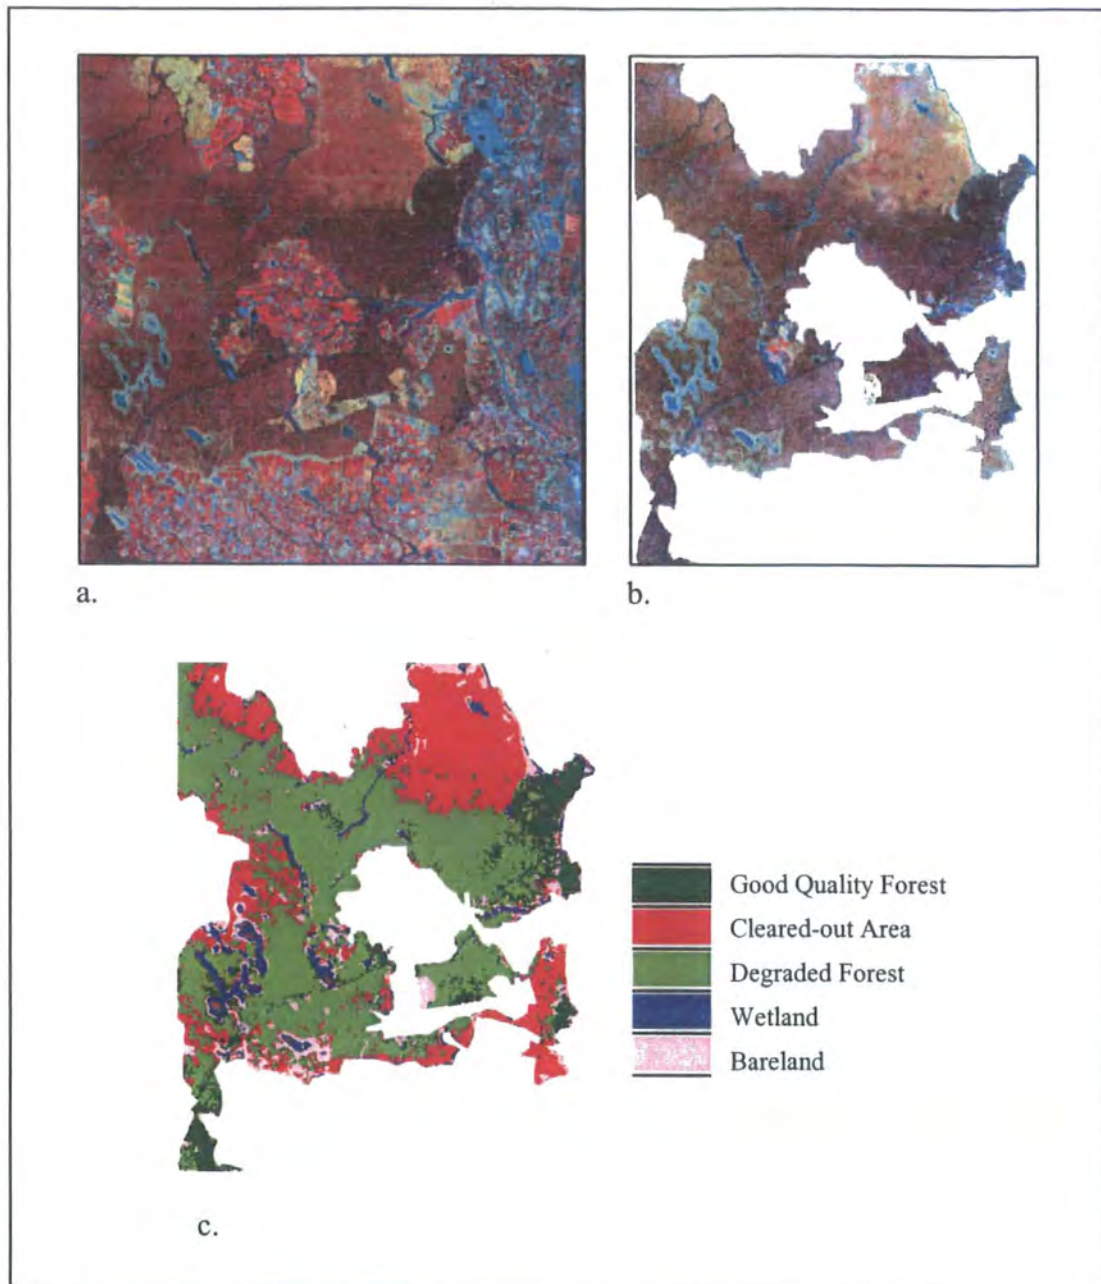 a.
b.
Good Quality Forest
Cleared-out Area
Degraded Forest
Wetland
Bareland
c.